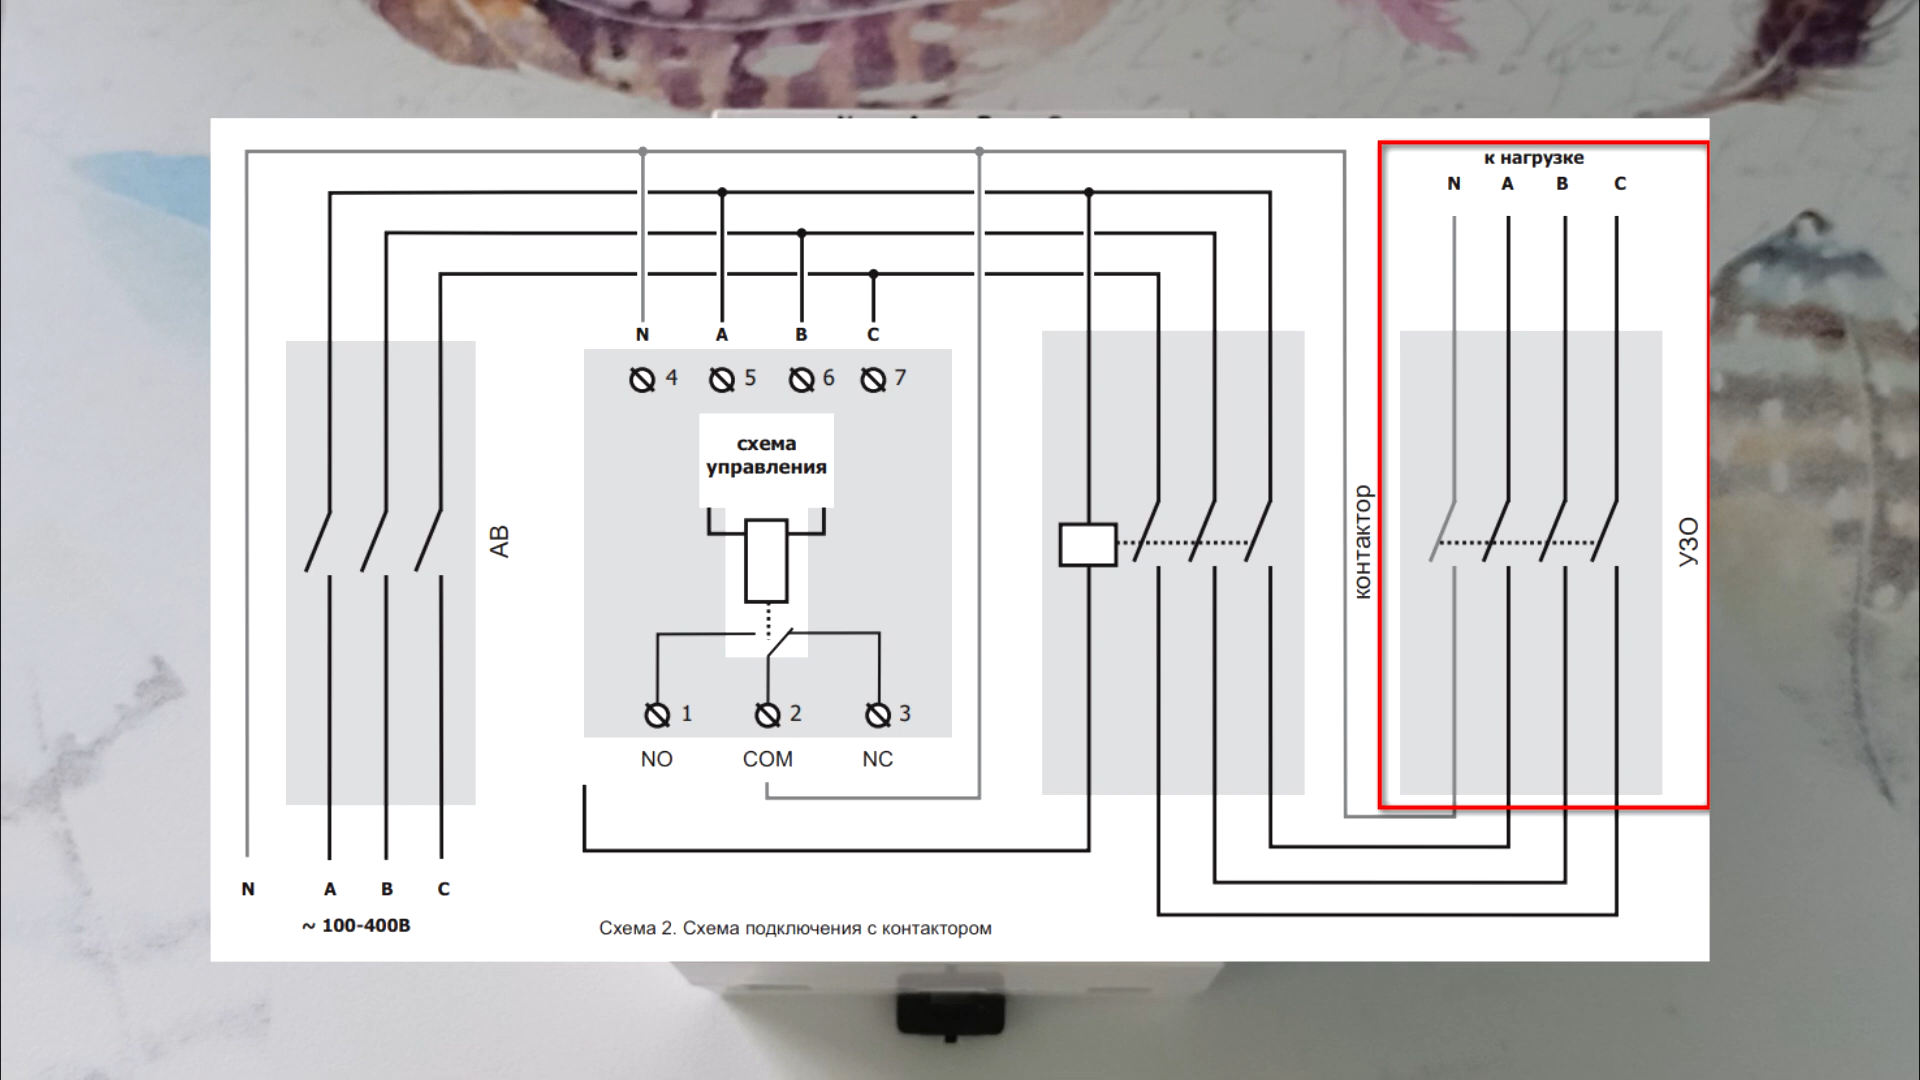 к нагрузке
N A B C
N A B C
4 5 6 7
схема
управления
АВ
контактор
УЗО
1 2 3
NO COM NC
N A B C
~ 100-400В
Схема 2. Схема подключения с контактором